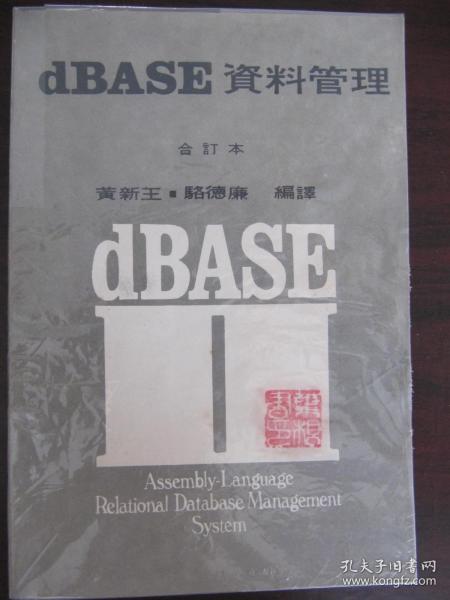 dBASE 資料管理
合訂本
黃新王▪駱德廉 編譯
dBASE
II
Assembly-Language
Relational Database Management
System
孔夫子旧书网
www.kongfz.com